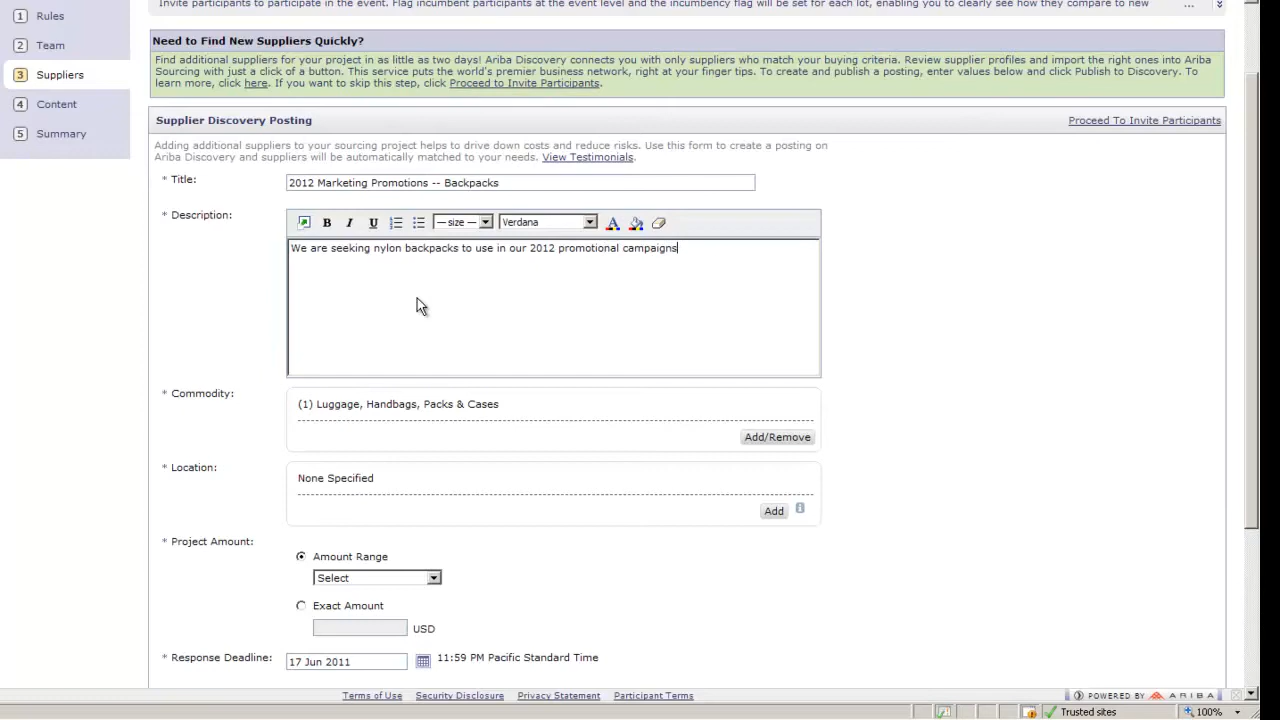 Invite participants to participate in the event. Flag incumbent participants at the event level and the incumbency flag will be set for each lot, enabling you to clearly see how they compare to new ...
1 Rules
2 Team
3 Suppliers
4 Content
5 Summary
Need to Find New Suppliers Quickly?
Find additional suppliers for your project in as little as two days! Ariba Discovery connects you with only suppliers who match your buying criteria. Review supplier profiles and import the right ones into Ariba
Sourcing with just a click of a button. This service puts the world's premier business network, right at your finger tips. To create and publish a posting, enter values below and click Publish to Discovery. To
learn more, click here. If you want to skip this step, click Proceed to Invite Participants.
Supplier Discovery Posting
Proceed To Invite Participants
Adding additional suppliers to your sourcing project helps to drive down costs and reduce risks. Use this form to create a posting on
Ariba Discovery and suppliers will be automatically matched to your needs. View Testimonials.
* Title: 2012 Marketing Promotions -- Backpacks
* Description:
B I U — size — Verdana A
We are seeking nylon backpacks to use in our 2012 promotional campaigns
* Commodity:
(1) Luggage, Handbags, Packs & Cases
Add/Remove
* Location:
None Specified
Add
* Project Amount:
Amount Range
Select
Exact Amount
USD
* Response Deadline: 17 Jun 2011 11:59 PM Pacific Standard Time
Terms of Use Security Disclosure Privacy Statement Participant Terms POWERED BY ARIBA
Trusted sites 100%